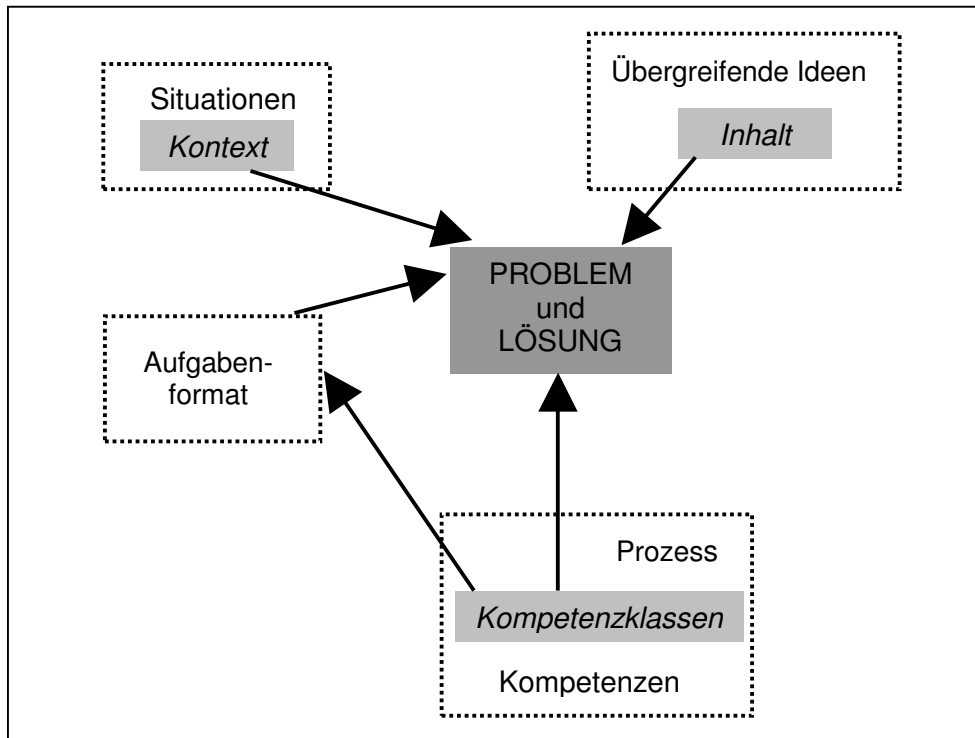 Situationen
Kontext
Übergreifende Ideen
Inhalt
PROBLEM
und
LÖSUNG
Aufgaben-
format
Prozess
Kompetenzklassen
Kompetenzen